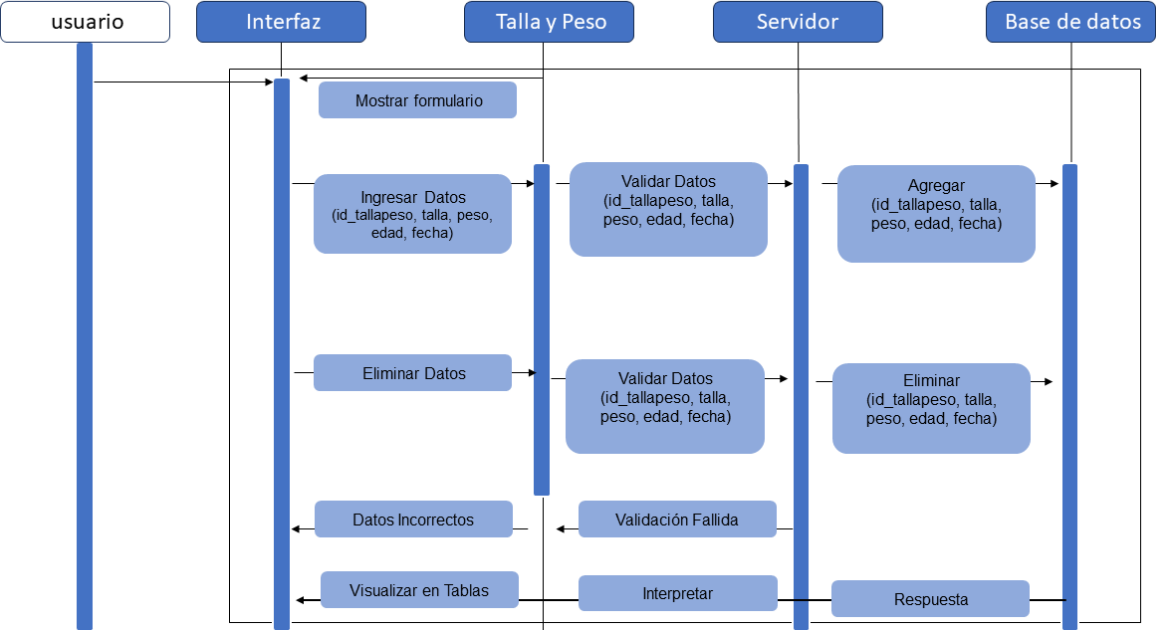 usuario
Interfaz
Talla y Peso
Servidor
Base de datos
Mostrar formulario
Ingresar Datos
(id_tallapeso, talla, peso,
edad, fecha)
Validar Datos
(id_tallapeso, talla,
peso, edad, fecha)
Agregar
(id_tallapeso, talla,
peso, edad, fecha)
Eliminar Datos
Validar Datos
(id_tallapeso, talla,
peso, edad, fecha)
Eliminar
(id_tallapeso, talla,
peso, edad, fecha)
Datos Incorrectos
Validación Fallida
Visualizar en Tablas
Interpretar
Respuesta